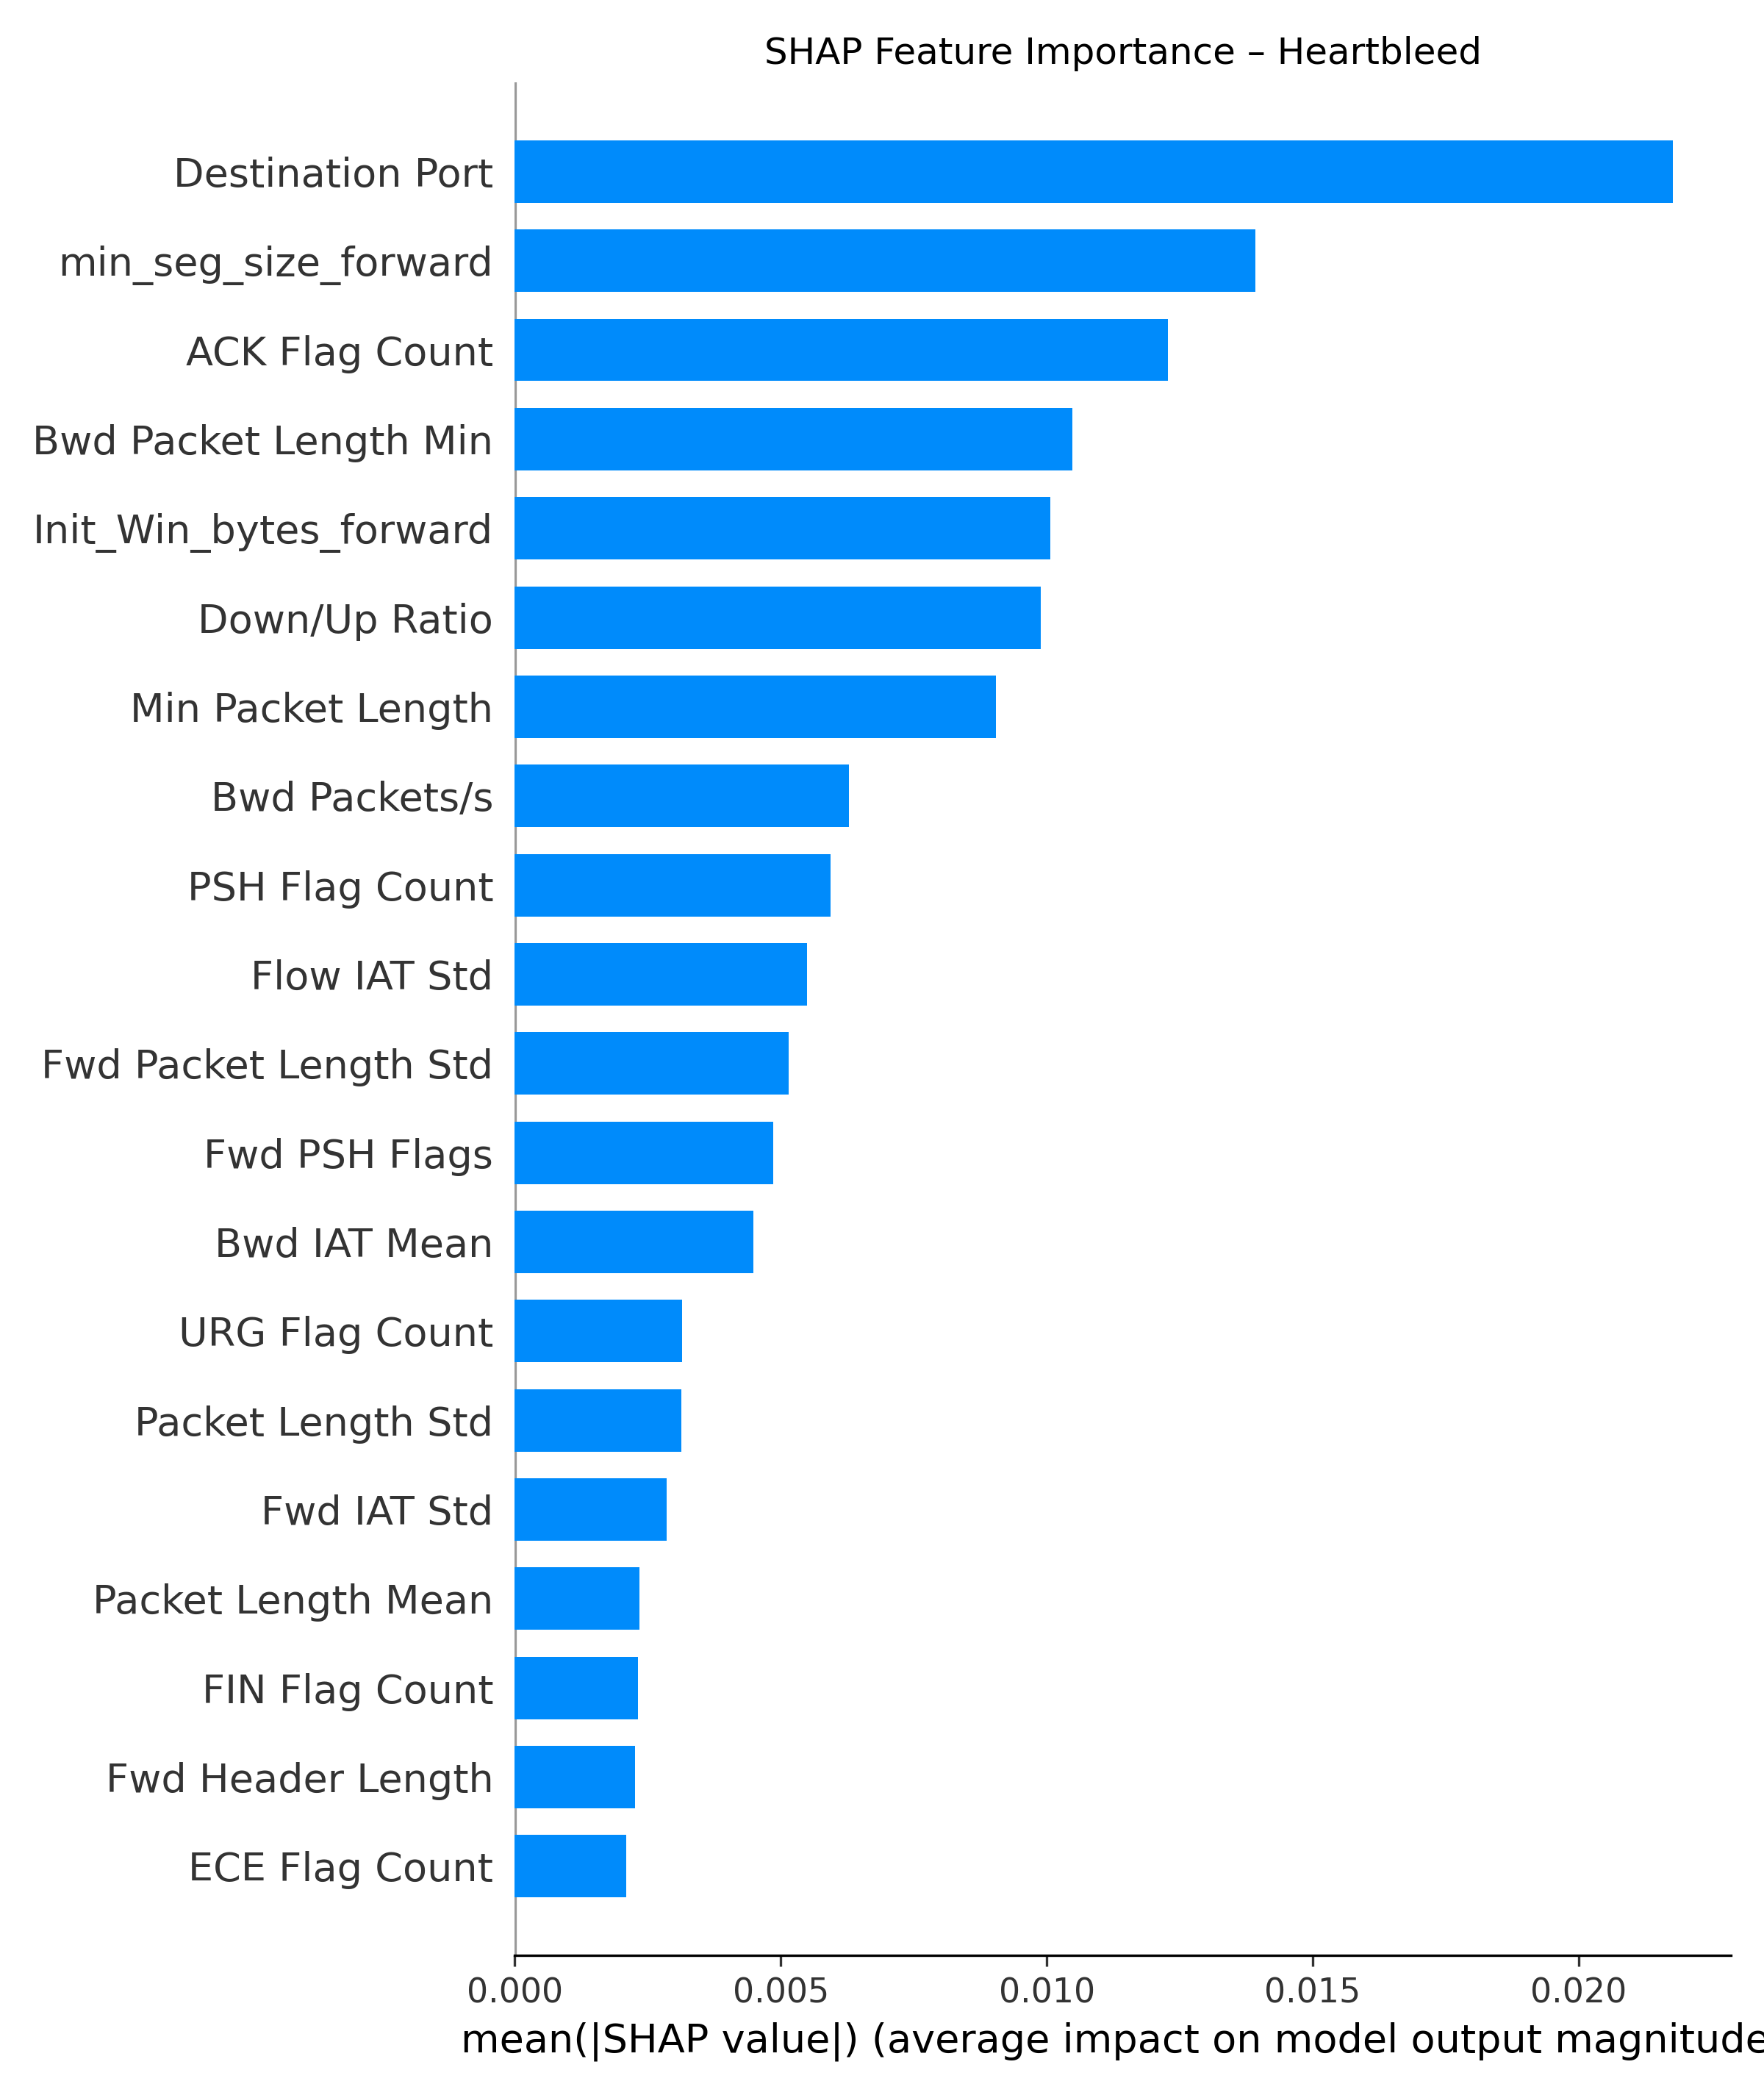 SHAP Feature Importance – Heartbleed
Destination Port
min_seg_size_forward
ACK Flag Count
Bwd Packet Length Min
Init_Win_bytes_forward
Down/Up Ratio
Min Packet Length
Bwd Packets/s
PSH Flag Count
Flow IAT Std
Fwd Packet Length Std
Fwd PSH Flags
Bwd IAT Mean
URG Flag Count
Packet Length Std
Fwd IAT Std
Packet Length Mean
FIN Flag Count
Fwd Header Length
ECE Flag Count
0.000 0.005 0.010 0.015 0.020
mean(|SHAP value|) (average impact on model output magnitude